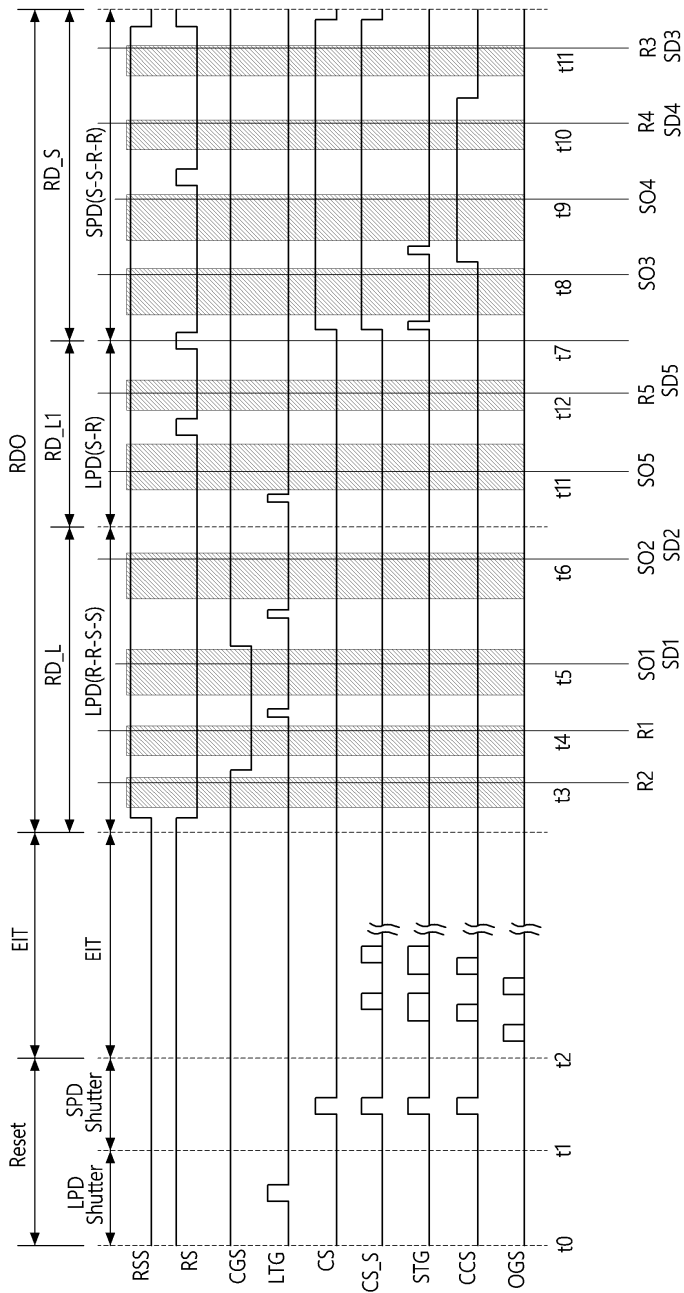 Reset
EIT
RDO
RD_L
RD_L1
RD_S
LPD
Shutter
SPD
Shutter
EIT
LPD(R-R-S-S)
LPD(S-R)
SPD(S-S-R-R)
RSS
RS
CGS
LTG
CS
CS_S
STG
CCS
OGS
t0
t1
t2
t3
t4
t5
t6
t11
t12
t7
t8
t9
t10
t11
R2
R1
SO1
SO2
SO5
R5
SO3
SO4
R4
R3
SD1
SD2
SD5
SD4
SD3